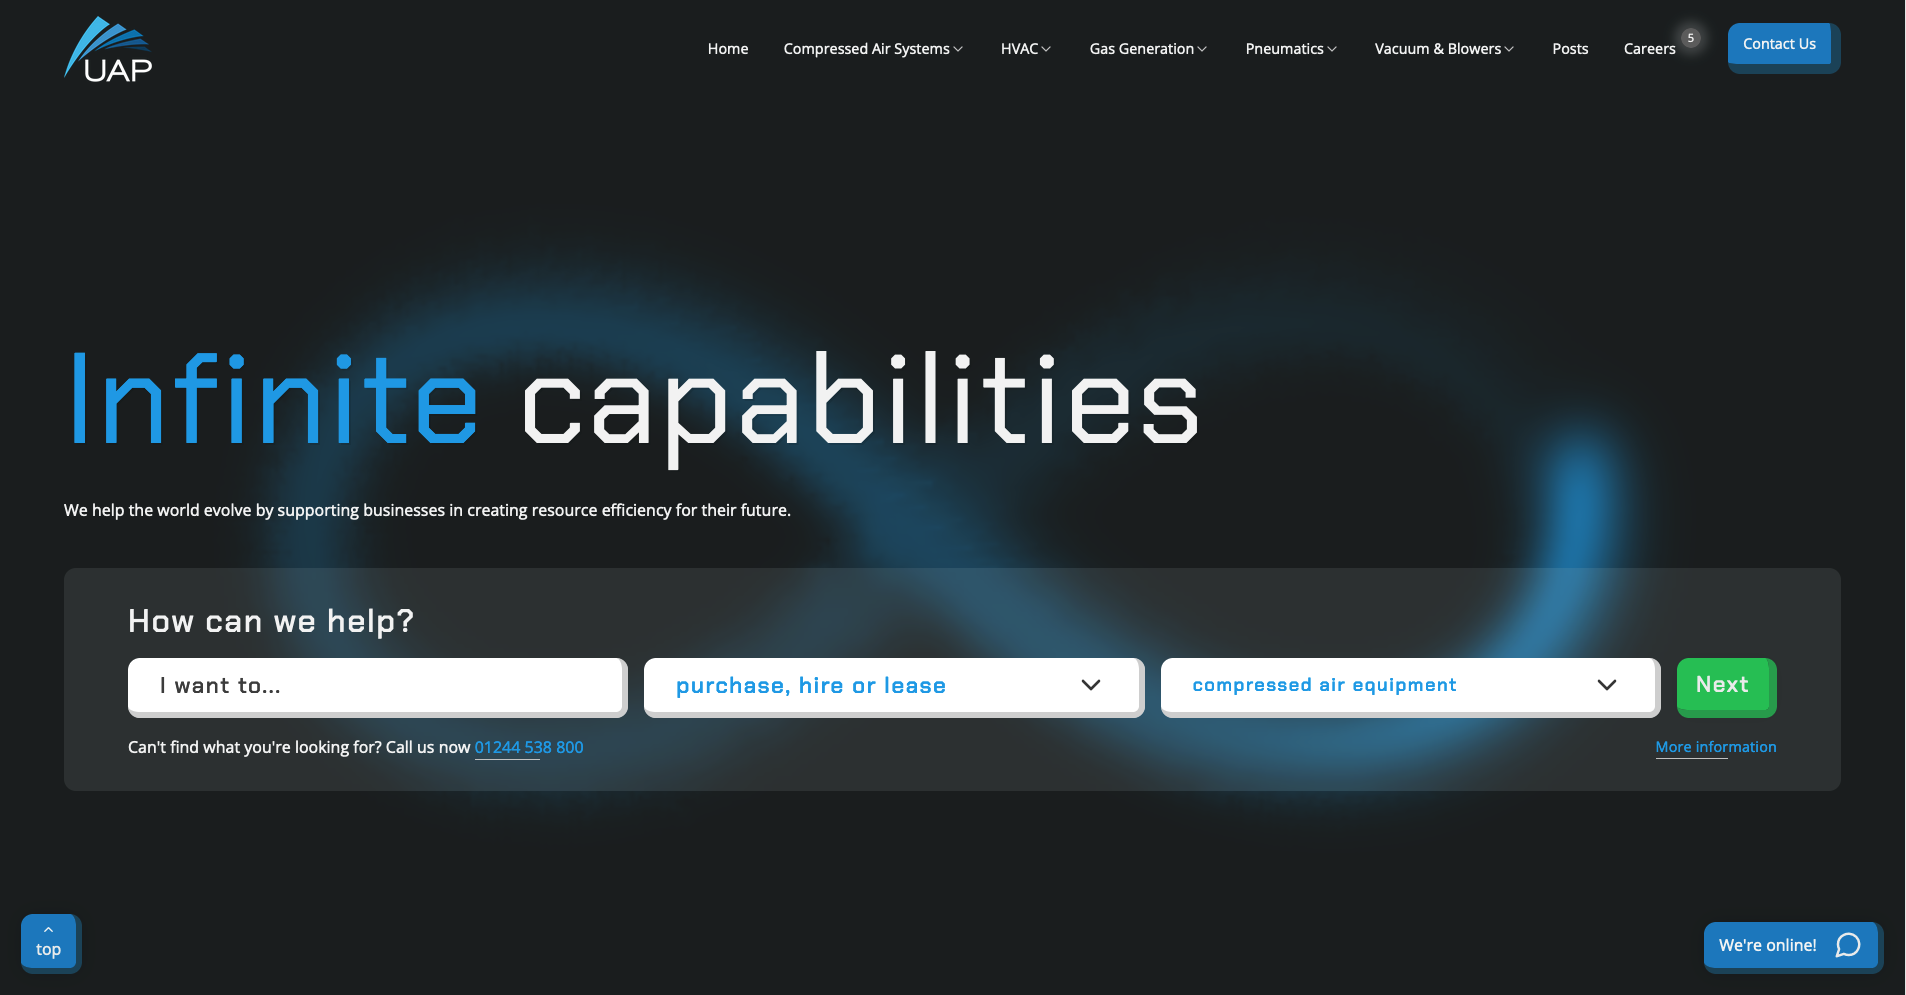 UAP
Home
Compressed Air Systems
HVAC
Gas Generation
Pneumatics
Vacuum & Blowers
Posts
Careers
5
Contact Us
Infinite capabilities
We help the world evolve by supporting businesses in creating resource efficiency for their future.
How can we help?
I want to...
purchase, hire or lease
compressed air equipment
Next
Can't find what you're looking for? Call us now 01244 538 800
More information
top
We're online!